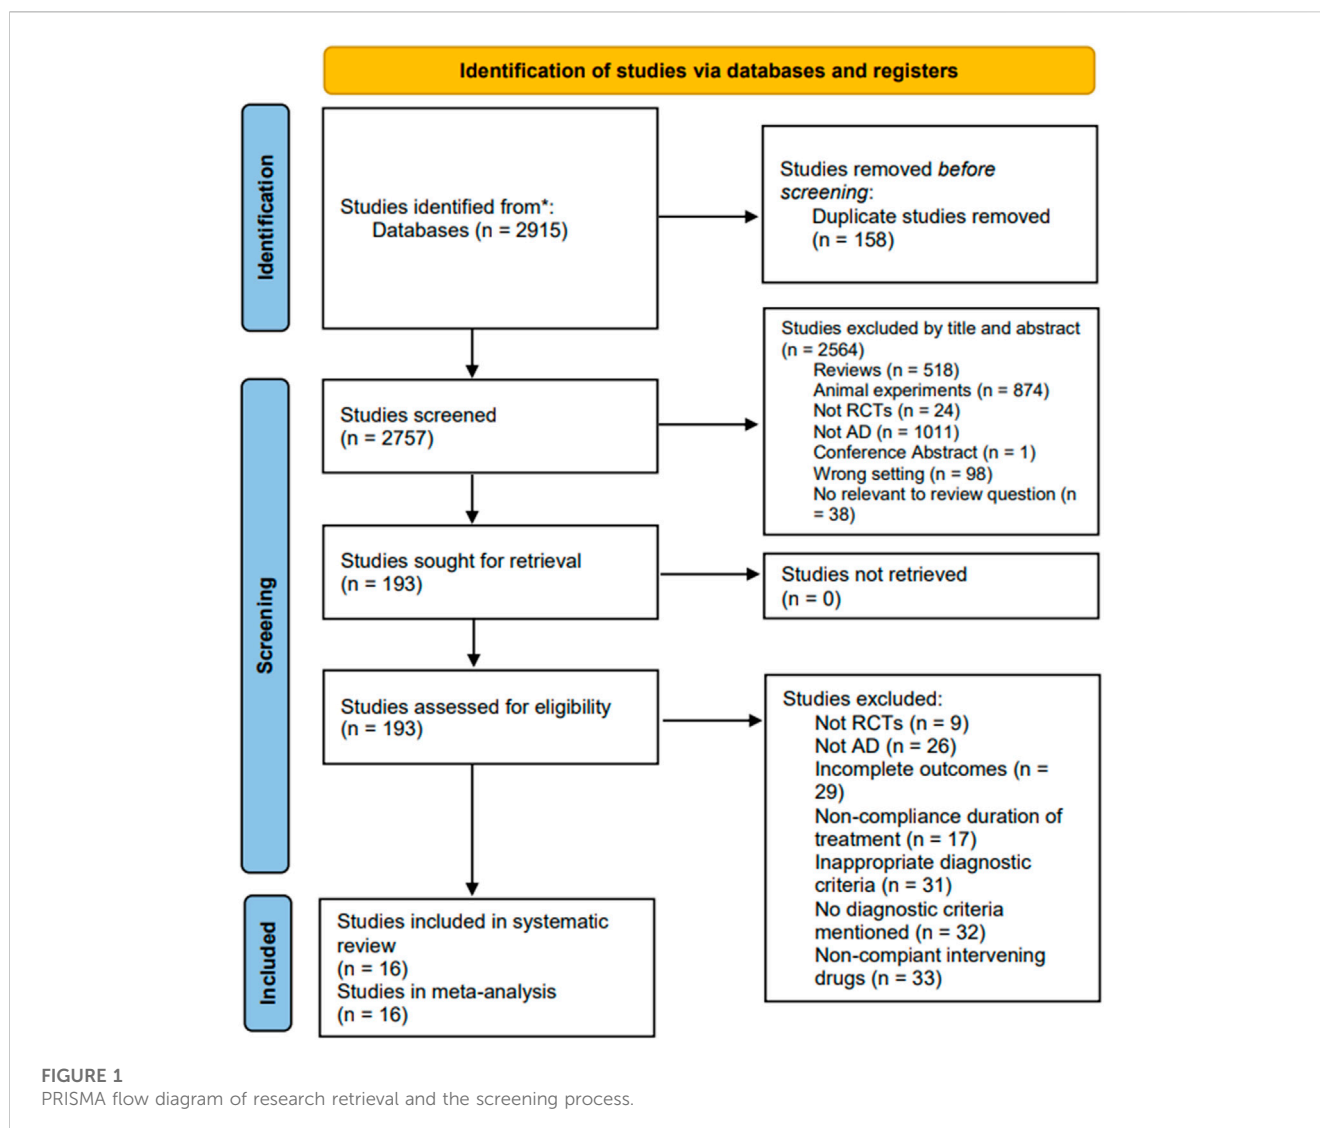 Identification of studies via databases and registers
Identification
Studies identified from*:
Databases (n = 2915)
Studies removed before
screening:
Duplicate studies removed
(n = 158)
Screening
Studies screened
(n = 2757)
Studies excluded by title and abstract
(n = 2564)
Reviews (n = 518)
Animal experiments (n = 874)
Not RCTs (n = 24)
Not AD (n = 1011)
Conference Abstract (n = 1)
Wrong setting (n = 98)
No relevant to review question (n
= 38)
Studies sought for retrieval
(n = 193)
Studies not retrieved
(n = 0)
Studies assessed for eligibility
(n = 193)
Studies excluded:
Not RCTs (n = 9)
Not AD (n = 26)
Incomplete outcomes (n =
29)
Non-compliance duration of
treatment (n = 17)
Inappropriate diagnostic
criteria (n = 31)
No diagnostic criteria
mentioned (n = 32)
Non-compiant intervening
drugs (n = 33)
Included
Studies included in systematic
review
(n = 16)
Studies in meta-analysis
(n = 16)
FIGURE 1
PRISMA flow diagram of research retrieval and the screening process.